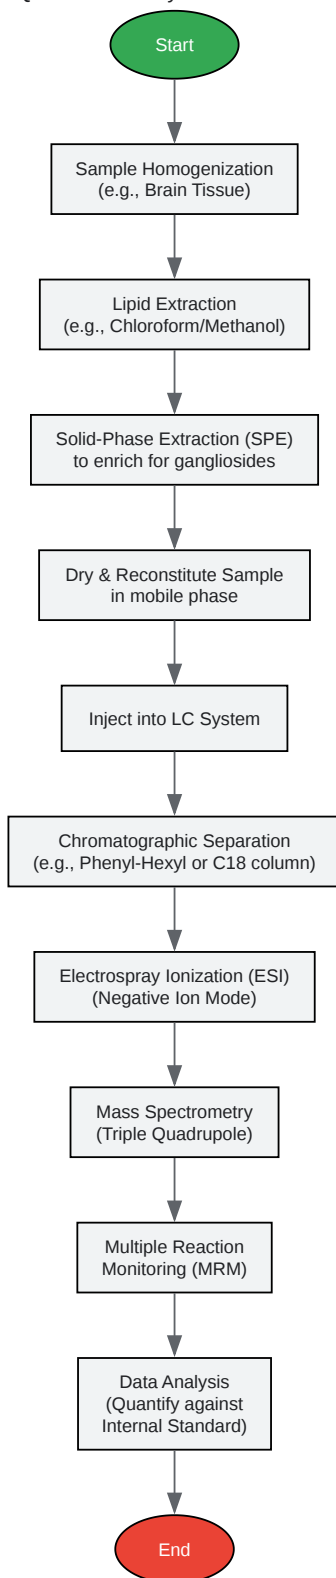 Start
Sample Homogenization
(e.g., Brain Tissue)
Lipid Extraction
(e.g., Chloroform/Methanol)
Solid-Phase Extraction (SPE)
to enrich for gangliosides
Dry & Reconstitute Sample
in mobile phase
Inject into LC System
Chromatographic Separation
(e.g., Phenyl-Hexyl or C18 column)
Electrospray Ionization (ESI)
(Negative Ion Mode)
Mass Spectrometry
(Triple Quadrupole)
Multiple Reaction
Monitoring (MRM)
Data Analysis
(Quantify against
Internal Standard)
End